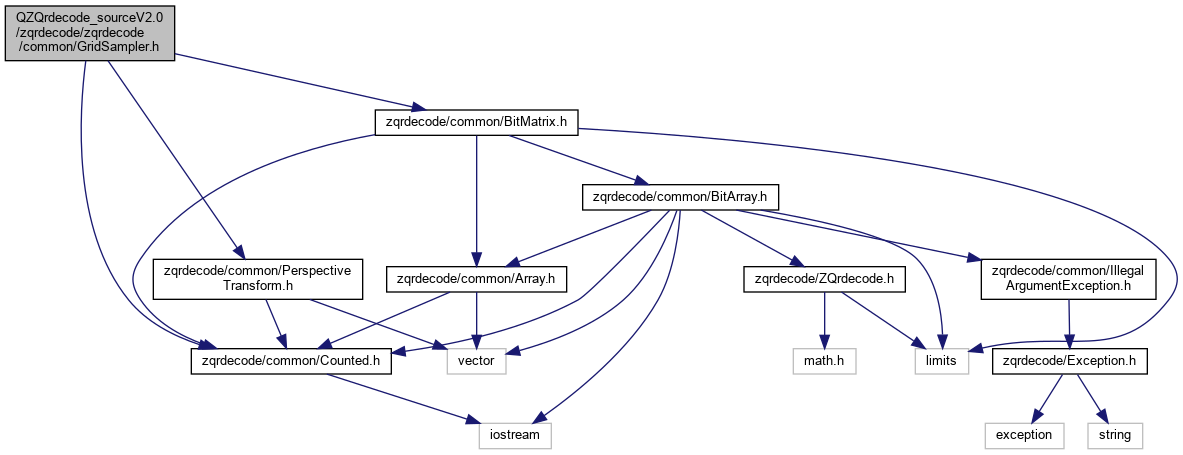 QZQrdecode_sourceV2.0
/zqrdecode/zqrdecode
/common/GridSampler.h
zqrdecode/common/BitMatrix.h
zqrdecode/common/BitArray.h
zqrdecode/common/Perspective
Transform.h
zqrdecode/common/Array.h
zqrdecode/ZQrdecode.h
zqrdecode/common/Illegal
ArgumentException.h
zqrdecode/common/Counted.h
vector
math.h
limits
zqrdecode/Exception.h
iostream
exception
string